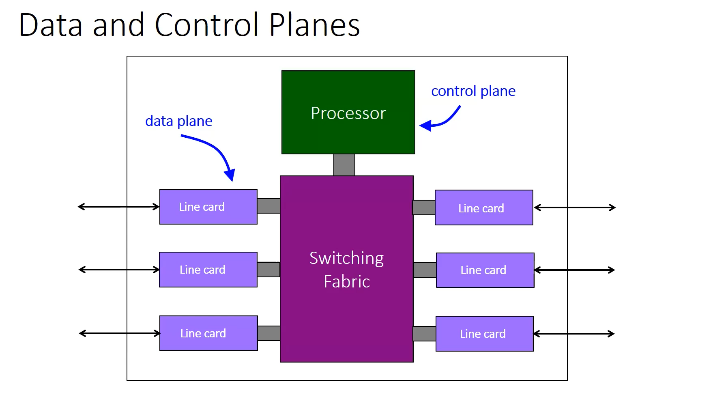 Data and Control Planes
Processor
control plane
data plane
Line card
Line card
Switching
Fabric
Line card
Line card
Line card
Line card